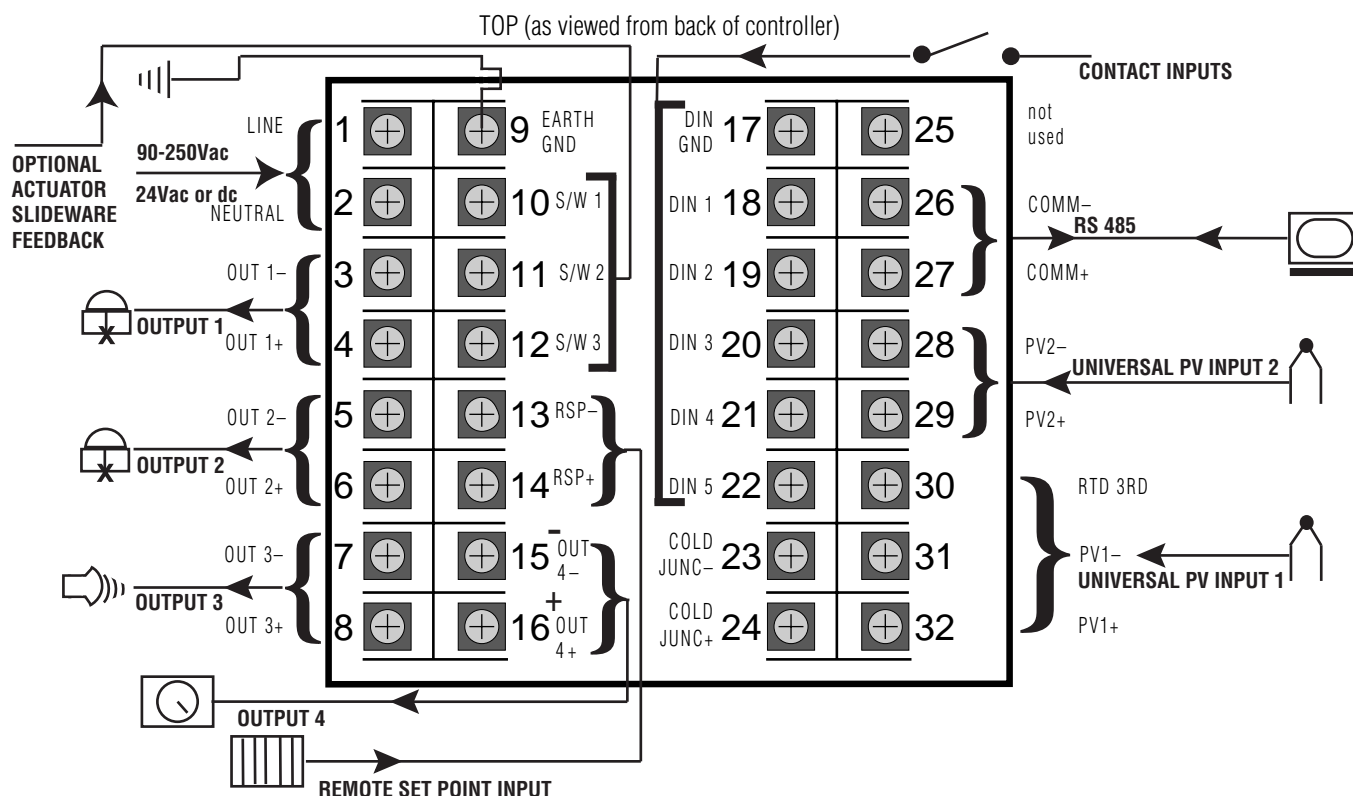 TOP (as viewed from back of controller)
CONTACT INPUTS
OPTIONAL
ACTUATOR
SLIDEWARE
FEEDBACK
90-250Vac
24Vac or dc
LINE
NEUTRAL
1
2
OUT 1–
OUT 1+
OUTPUT 1
3
4
OUT 2–
OUT 2+
OUTPUT 2
5
6
OUT 3–
OUT 3+
OUTPUT 3
7
8
9 EARTH
GND
10 S/W 1
11 S/W 2
12 S/W 3
13 RSP–
14 RSP+
-
15 OUT
4–
+
16 OUT
4+
DIN
GND 17
DIN 1 18
DIN 2 19
DIN 3 20
DIN 4 21
DIN 5 22
COLD
JUNC– 23
COLD
JUNC+ 24
25
not
used
26
COMM–
RS 485
27
COMM+
28
PV2–
UNIVERSAL PV INPUT 2
29
PV2+
30
RTD 3RD
31
PV1–
UNIVERSAL PV INPUT 1
32
PV1+
OUTPUT 4
REMOTE SET POINT INPUT